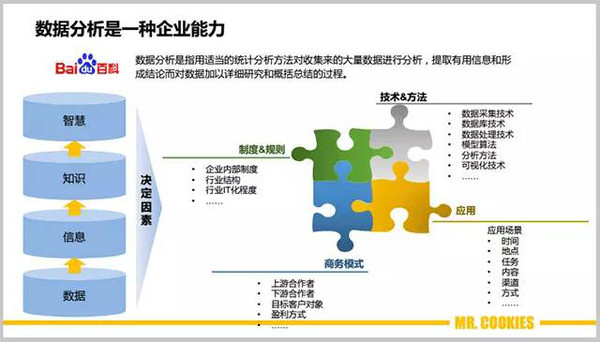 数据分析是一种企业能力
Bai du 百科
数据分析是指用适当的统计分析方法对收集来的大量数据进行分析，提取有用信息和形
成结论而对数据加以详细研究和概括总结的过程。
智慧
知识
信息
数据
决定因素
技术&方法
• 数据采集技术
• 数据库技术
• 数据处理技术
• 模型算法
• 分析方法
• 可视化技术
• ……
制度&规则
• 企业内部制度
• 行业结构
• 行业IT化程度
• ……
应用
应用场景
• 时间
• 地点
• 任务
• 内容
• 渠道
• 方式
• ……
商务模式
• 上游合作者
• 下游合作者
• 目标客户对象
• 盈利方式
• ……
MR. COOKIES